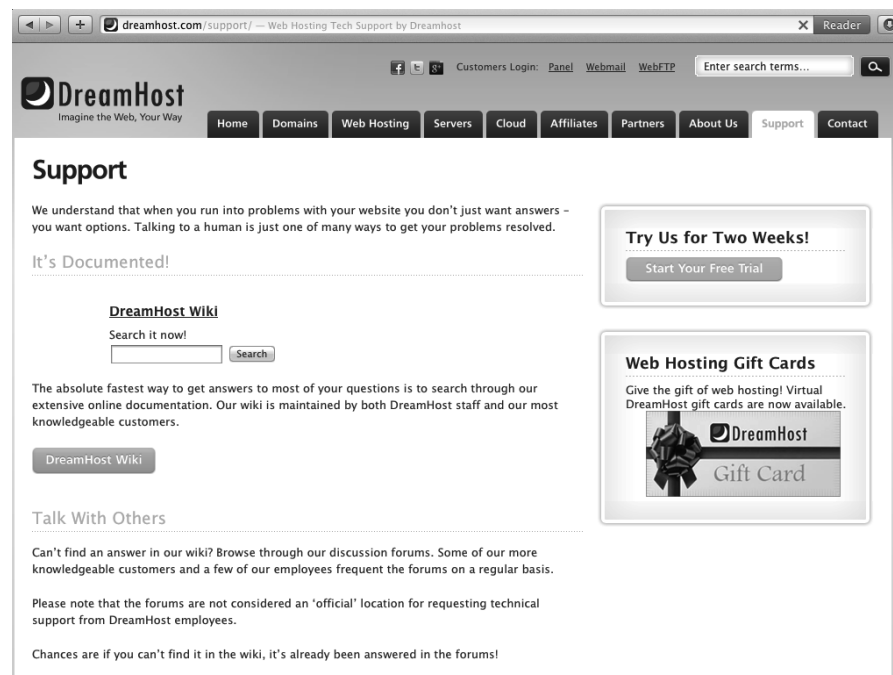 dreamhost.com/support/ — Web Hosting Tech Support by Dreamhost
Reader
Customers Login: Panel Webmail WebFTP
Enter search terms...
DreamHost
Imagine the Web, Your Way
Home Domains Web Hosting Servers Cloud Affiliates Partners About Us Support Contact
Support
We understand that when you run into problems with your website you don’t just want answers –
you want options. Talking to a human is just one of many ways to get your problems resolved.
It’s Documented!
DreamHost Wiki
Search it now!
Search
The absolute fastest way to get answers to most of your questions is to search through our
extensive online documentation. Our wiki is maintained by both DreamHost staff and our most
knowledgeable customers.
DreamHost Wiki
Talk With Others
Can’t find an answer in our wiki? Browse through our discussion forums. Some of our more
knowledgeable customers and a few of our employees frequent the forums on a regular basis.
Please note that the forums are not considered an ‘official’ location for requesting technical
support from DreamHost employees.
Chances are if you can’t find it in the wiki, it’s already been answered in the forums!
Try Us for Two Weeks!
Start Your Free Trial
Web Hosting Gift Cards
Give the gift of web hosting! Virtual
DreamHost gift cards are now available.
DreamHost
Gift Card